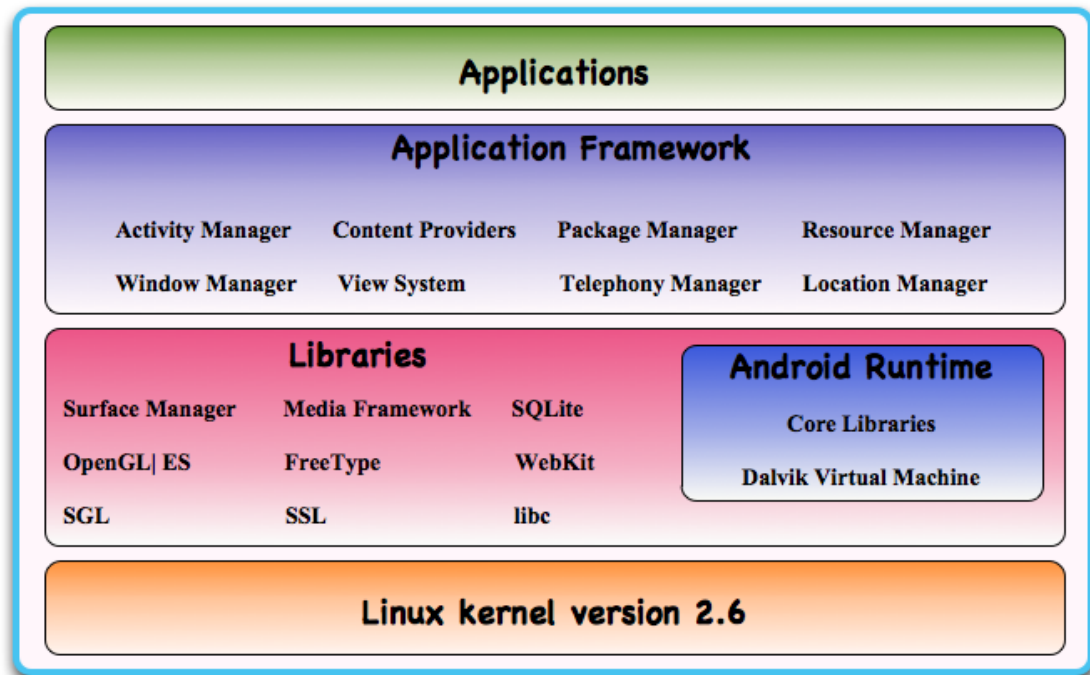 Applications
Application Framework
Activity Manager Content Providers Package Manager Resource Manager
Window Manager View System Telephony Manager Location Manager
Libraries
Surface Manager Media Framework SQLite
OpenGL| ES FreeType WebKit
SGL SSL libc
Android Runtime
Core Libraries
Dalvik Virtual Machine
Linux kernel version 2.6